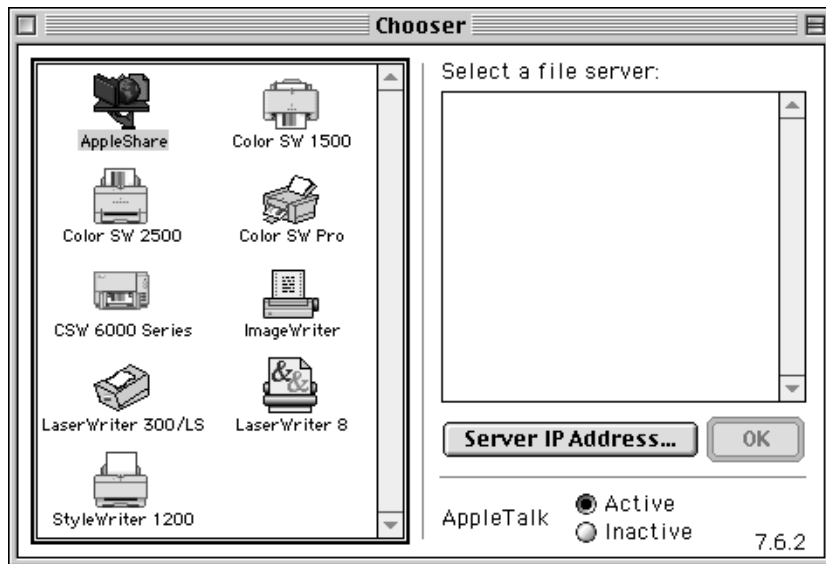 Chooser
AppleShare
Color SW 1500
Color SW 2500
Color SW Pro
CSW 6000 Series
ImageWriter
LaserWriter 300/LS
LaserWriter 8
StyleWriter 1200
Select a file server:
Server IP Address...
OK
AppleTalk
Active
Inactive
7.6.2